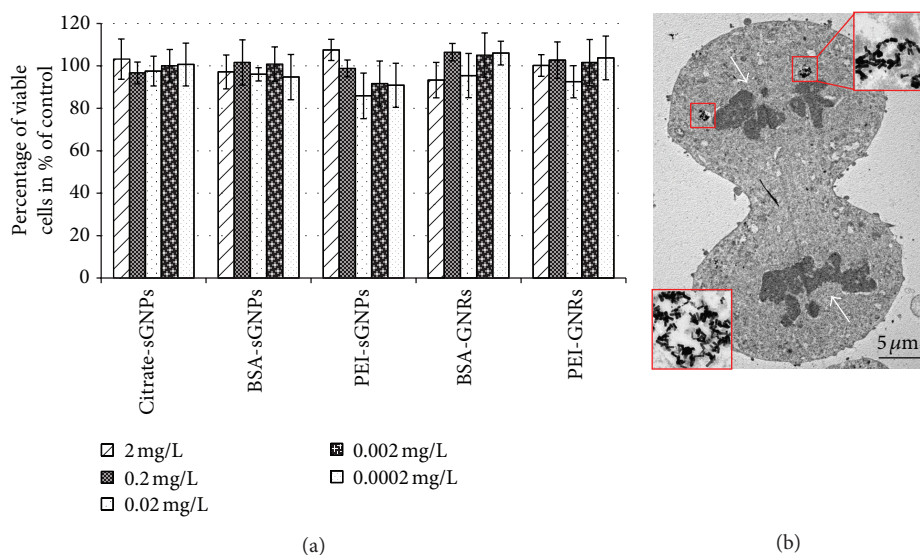 120
100
80
60
40
20
0
Percentage of viable
cells in % of control
Citrate-sGNPs
BSA-sGNPs
PEI-sGNPs
BSA-GNRs
PEI-GNRs
2 mg/L
0.2 mg/L
0.02 mg/L
0.002 mg/L
0.0002 mg/L
(a)
5 μm
(b)